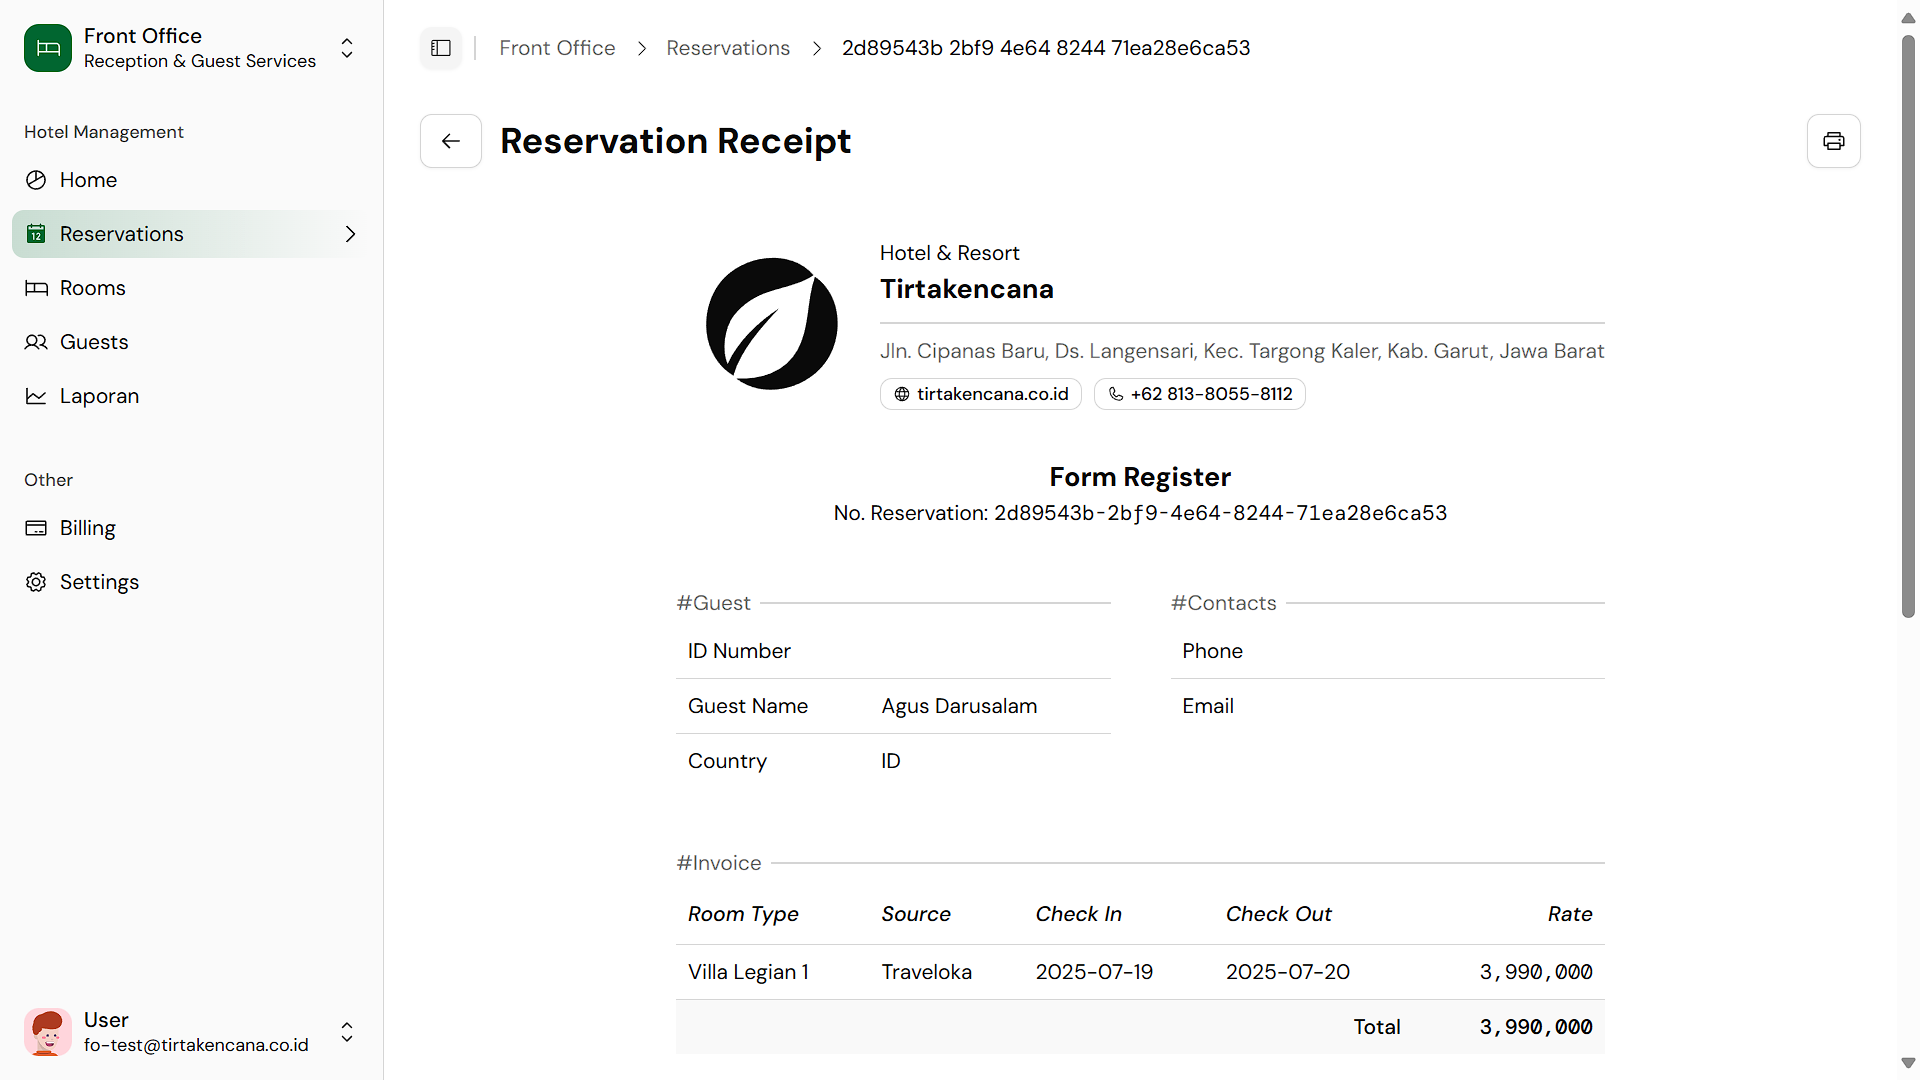 Front Office
Reception & Guest Services
Hotel Management
Home
12
Reservations
Rooms
Guests
Laporan
Other
Billing
Settings
User
fo-test@tirtakencana.co.id
Front Office
Reservations
2d89543b 2bf9 4e64 8244 71ea28e6ca53
Reservation Receipt
Hotel & Resort
Tirtakencana
Jln. Cipanas Baru, Ds. Langensari, Kec. Targong Kaler, Kab. Garut, Jawa Barat
tirtakencana.co.id
+62 813-8055-8112
Form Register
No. Reservation: 2d89543b-2bf9-4e64-8244-71ea28e6ca53
#Guest
ID Number
Guest Name Agus Darusalam
Country ID
#Contacts
Phone
Email
#Invoice
Room Type Source Check In Check Out Rate
Villa Legian 1 Traveloka 2025-07-19 2025-07-20 3,990,000
Total 3,990,000